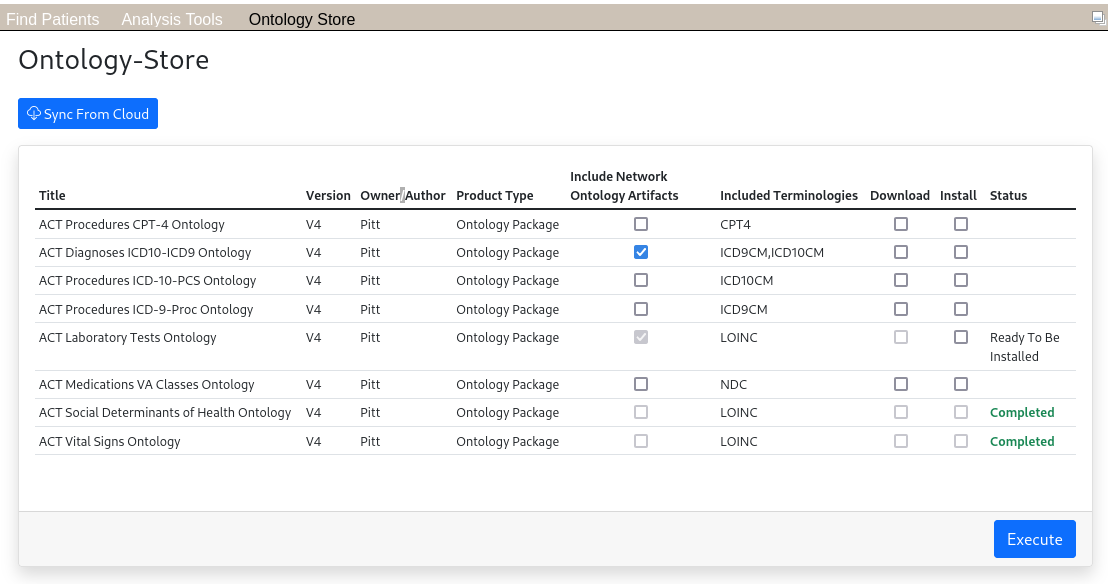 Find Patients Analysis Tools Ontology Store
Ontology-Store
Sync From Cloud
Title Version Owner/Author Product Type Include Network Ontology Artifacts Included Terminologies Download Install Status
ACT Procedures CPT-4 Ontology V4 Pitt Ontology Package CPT4
ACT Diagnoses ICD10-ICD9 Ontology V4 Pitt Ontology Package ICD9CM,ICD10CM
ACT Procedures ICD-10-PCS Ontology V4 Pitt Ontology Package ICD10CM
ACT Procedures ICD-9-Proc Ontology V4 Pitt Ontology Package ICD9CM
ACT Laboratory Tests Ontology V4 Pitt Ontology Package LOINC Ready To Be
Installed
ACT Medications VA Classes Ontology V4 Pitt Ontology Package NDC
ACT Social Determinants of Health Ontology V4 Pitt Ontology Package LOINC Completed
ACT Vital Signs Ontology V4 Pitt Ontology Package LOINC Completed
Execute